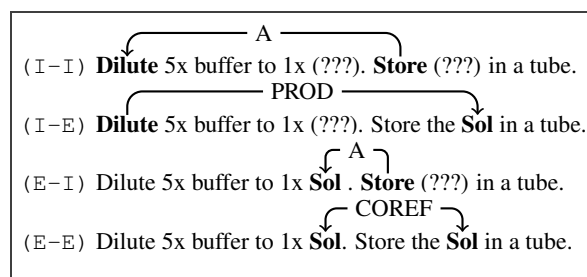 A
(I-I) Dilute 5x buffer to 1x (???). Store (???) in a tube.
PROD
(I-E) Dilute 5x buffer to 1x (???). Store the Sol in a tube.
A
(E-I) Dilute 5x buffer to 1x Sol . Store (???) in a tube.
COREF
(E-E) Dilute 5x buffer to 1x Sol. Store the Sol in a tube.